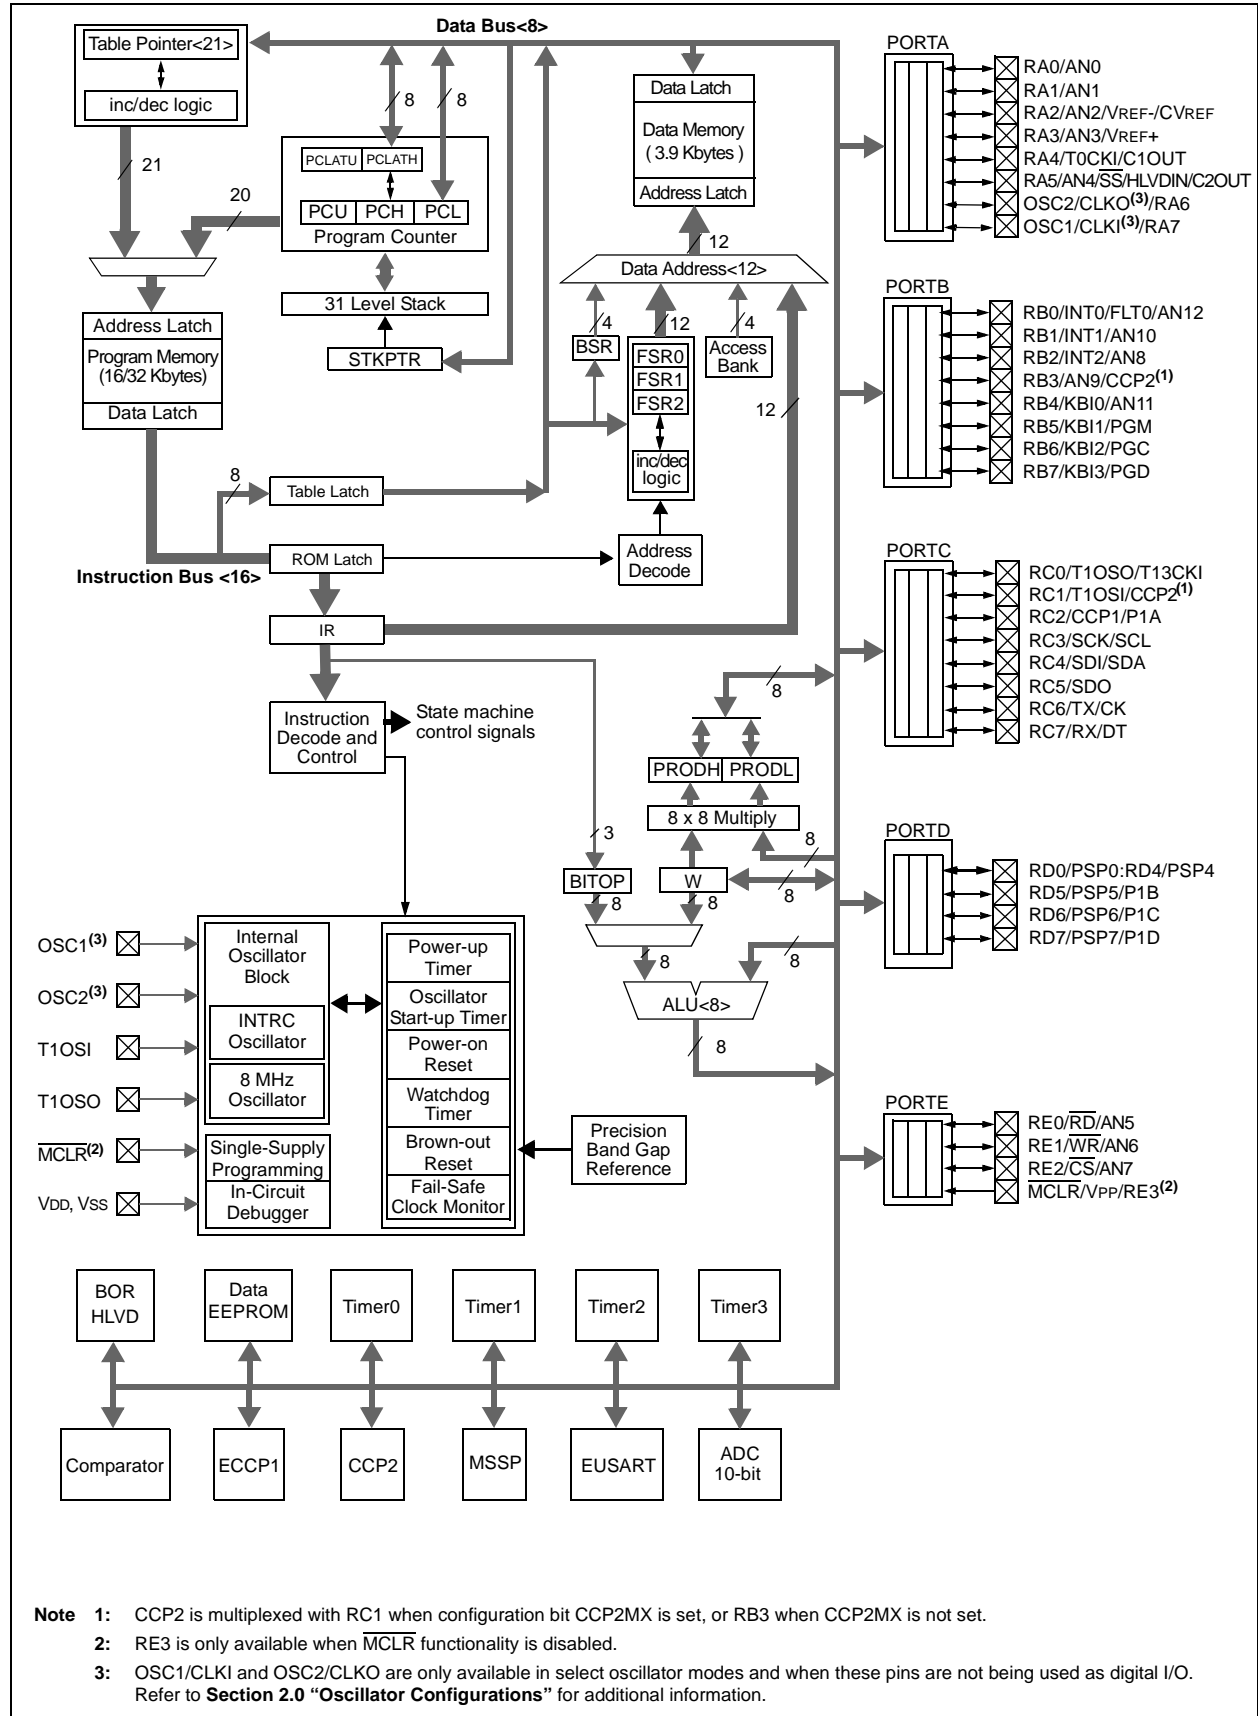 Data Bus<8>
Table Pointer<21>
inc/dec logic
21
20
8
8
PCLATU PCLATH
PCU PCH PCL
Program Counter
31 Level Stack
STKPTR
Data Latch
Data Memory
( 3.9 Kbytes )
Address Latch
12
Data Address<12>
4
12
4
BSR
FSR0
FSR1
FSR2
inc/dec
logic
Access
Bank
12
Address Latch
Program Memory
(16/32 Kbytes)
Data Latch
8
Table Latch
ROM Latch
Instruction Bus <16>
Address
Decode
IR
Instruction
Decode and
Control
State machine
control signals
8
PRODH PRODL
8 x 8 Multiply
3
8
BITOP
W
8
8
8
8
8
ALU<8>
8
OSC1(3)
OSC2(3)
T1OSI
T1OSO
MCLR(2)
VDD, VSS
Internal
Oscillator
Block
INTRC
Oscillator
8 MHz
Oscillator
Single-Supply
Programming
In-Circuit
Debugger
Power-up
Timer
Oscillator
Start-up Timer
Power-on
Reset
Watchdog
Timer
Brown-out
Reset
Fail-Safe
Clock Monitor
Precision
Band Gap
Reference
PORTA
RA0/AN0
RA1/AN1
RA2/AN2/VREF-/CVREF
RA3/AN3/VREF+
RA4/T0CKI/C1OUT
RA5/AN4/SS/HLVDIN/C2OUT
OSC2/CLKO(3)/RA6
OSC1/CLKI(3)/RA7
PORTB
RB0/INT0/FLT0/AN12
RB1/INT1/AN10
RB2/INT2/AN8
RB3/AN9/CCP2(1)
RB4/KBI0/AN11
RB5/KBI1/PGM
RB6/KBI2/PGC
RB7/KBI3/PGD
PORTC
RC0/T1OSO/T13CKI
RC1/T1OSI/CCP2(1)
RC2/CCP1/P1A
RC3/SCK/SCL
RC4/SDI/SDA
RC5/SDO
RC6/TX/CK
RC7/RX/DT
PORTD
RD0/PSP0:RD4/PSP4
RD5/PSP5/P1B
RD6/PSP6/P1C
RD7/PSP7/P1D
PORTE
RE0/RD/AN5
RE1/WR/AN6
RE2/CS/AN7
MCLR/VPP/RE3(2)
BOR
HLVD
Data
EEPROM
Timer0
Timer1
Timer2
Timer3
Comparator
ECCP1
CCP2
MSSP
EUSART
ADC
10-bit
Note 1: CCP2 is multiplexed with RC1 when configuration bit CCP2MX is set, or RB3 when CCP2MX is not set.
2: RE3 is only available when MCLR functionality is disabled.
3: OSC1/CLKI and OSC2/CLKO are only available in select oscillator modes and when these pins are not being used as digital I/O.
Refer to Section 2.0 “Oscillator Configurations” for additional information.